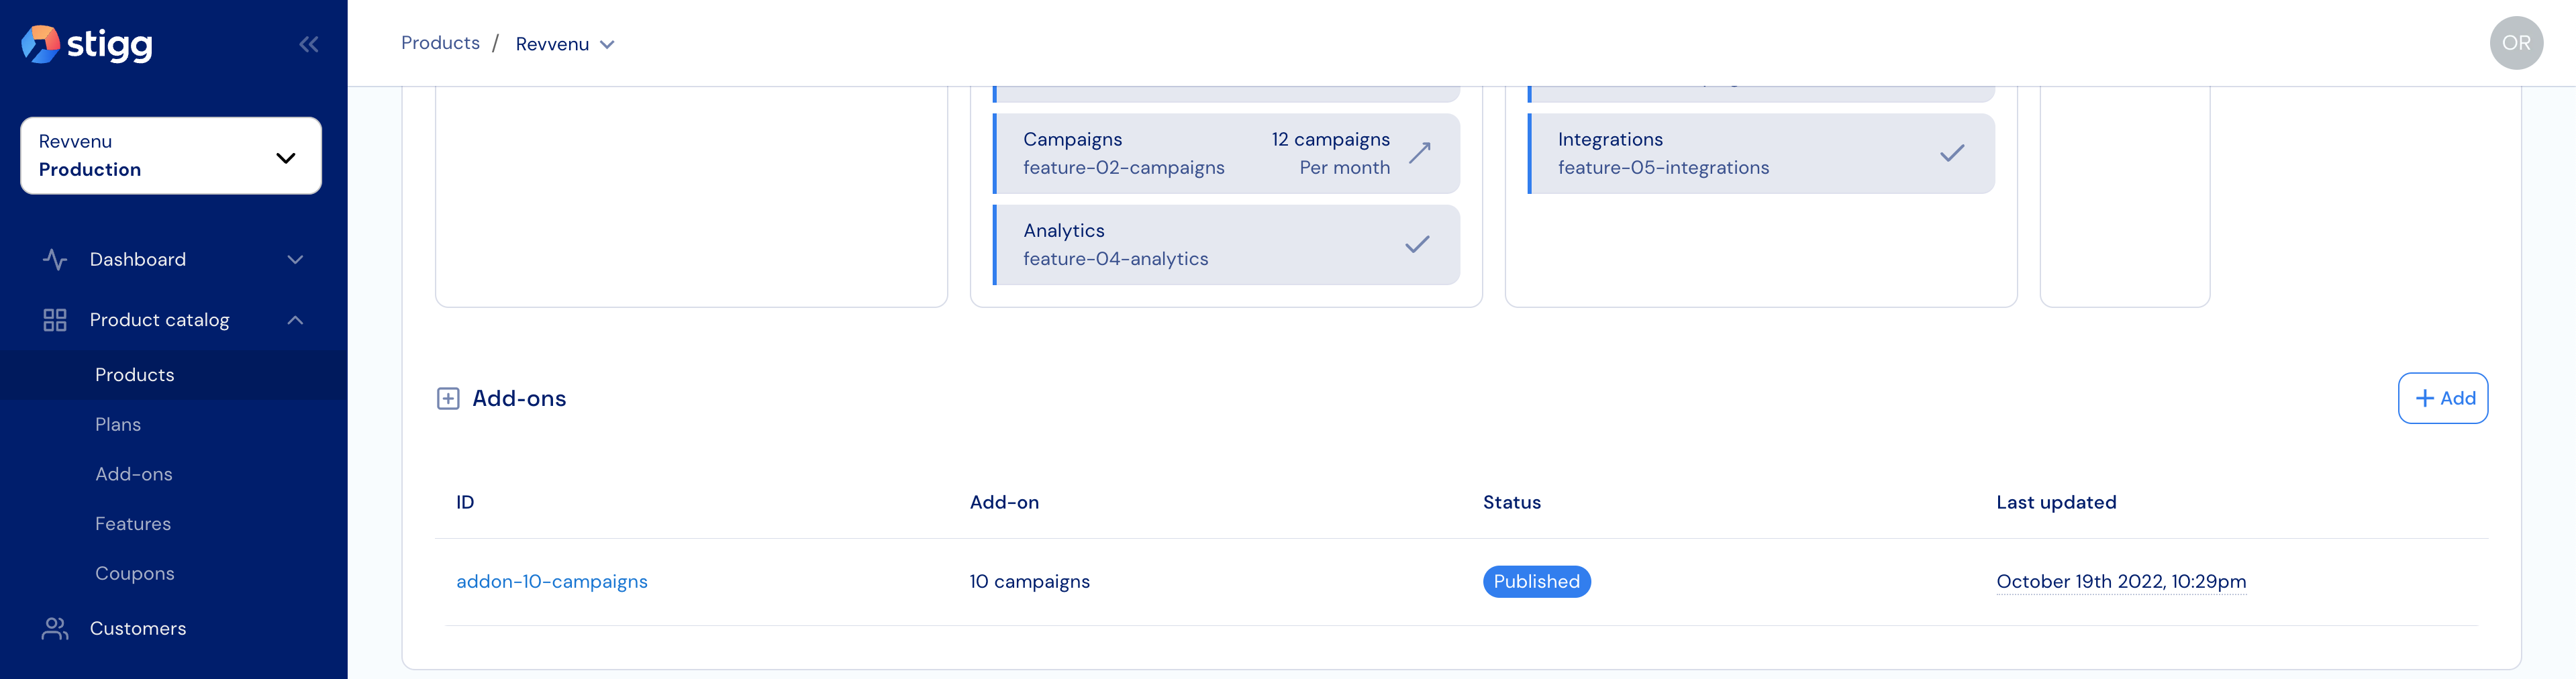 stigg
Products / Revvenu
OR
Revvenu
Production
Dashboard
Product catalog
Products
Plans
Add-ons
Features
Coupons
Customers
Campaigns 12 campaigns
feature-02-campaigns Per month
Analytics
feature-04-analytics
Integrations
feature-05-integrations
Add-ons
+ Add
ID Add-on Status Last updated
addon-10-campaigns 10 campaigns Published October 19th 2022, 10:29pm